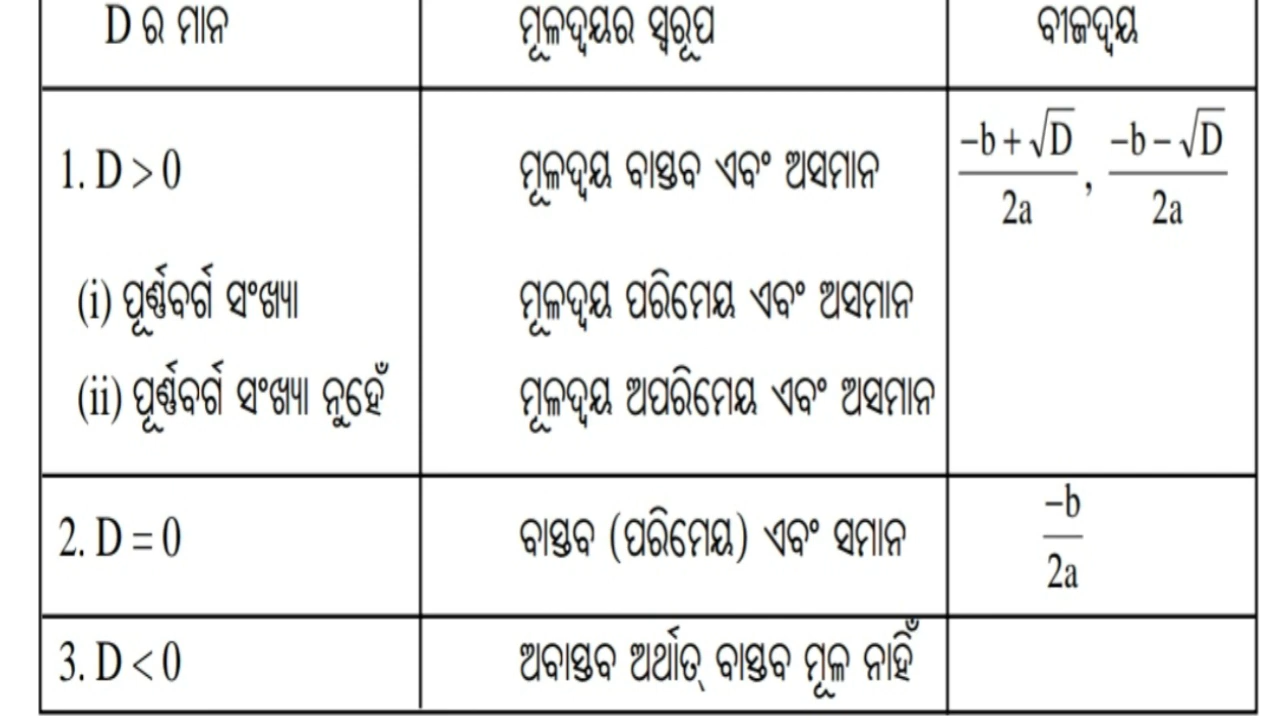 D ର ମାନ ମୂଳଦ୍ୱୟର ସ୍ୱରୂପ ବୀଜଦ୍ୱୟ
1. D > 0 ମୂଳଦ୍ୱୟ ବାସ୍ତବ ଏବଂ ଅସମାନ –b + √D / 2a , –b – √D / 2a
(i) ପୂର୍ଣ୍ଣବର୍ଗ ସଂଖ୍ୟା ମୂଳଦ୍ୱୟ ପରିମେୟ ଏବଂ ଅସମାନ
(ii) ପୂର୍ଣ୍ଣବର୍ଗ ସଂଖ୍ୟା ନୁହେଁ ମୂଳଦ୍ୱୟ ଅପରିମେୟ ଏବଂ ଅସମାନ
2. D = 0 ବାସ୍ତବ (ପରିମେୟ) ଏବଂ ସମାନ –b / 2a
3. D < 0 ଅବାସ୍ତବ ଅର୍ଥାତ୍ ବାସ୍ତବ ମୂଳ ନାହିଁ